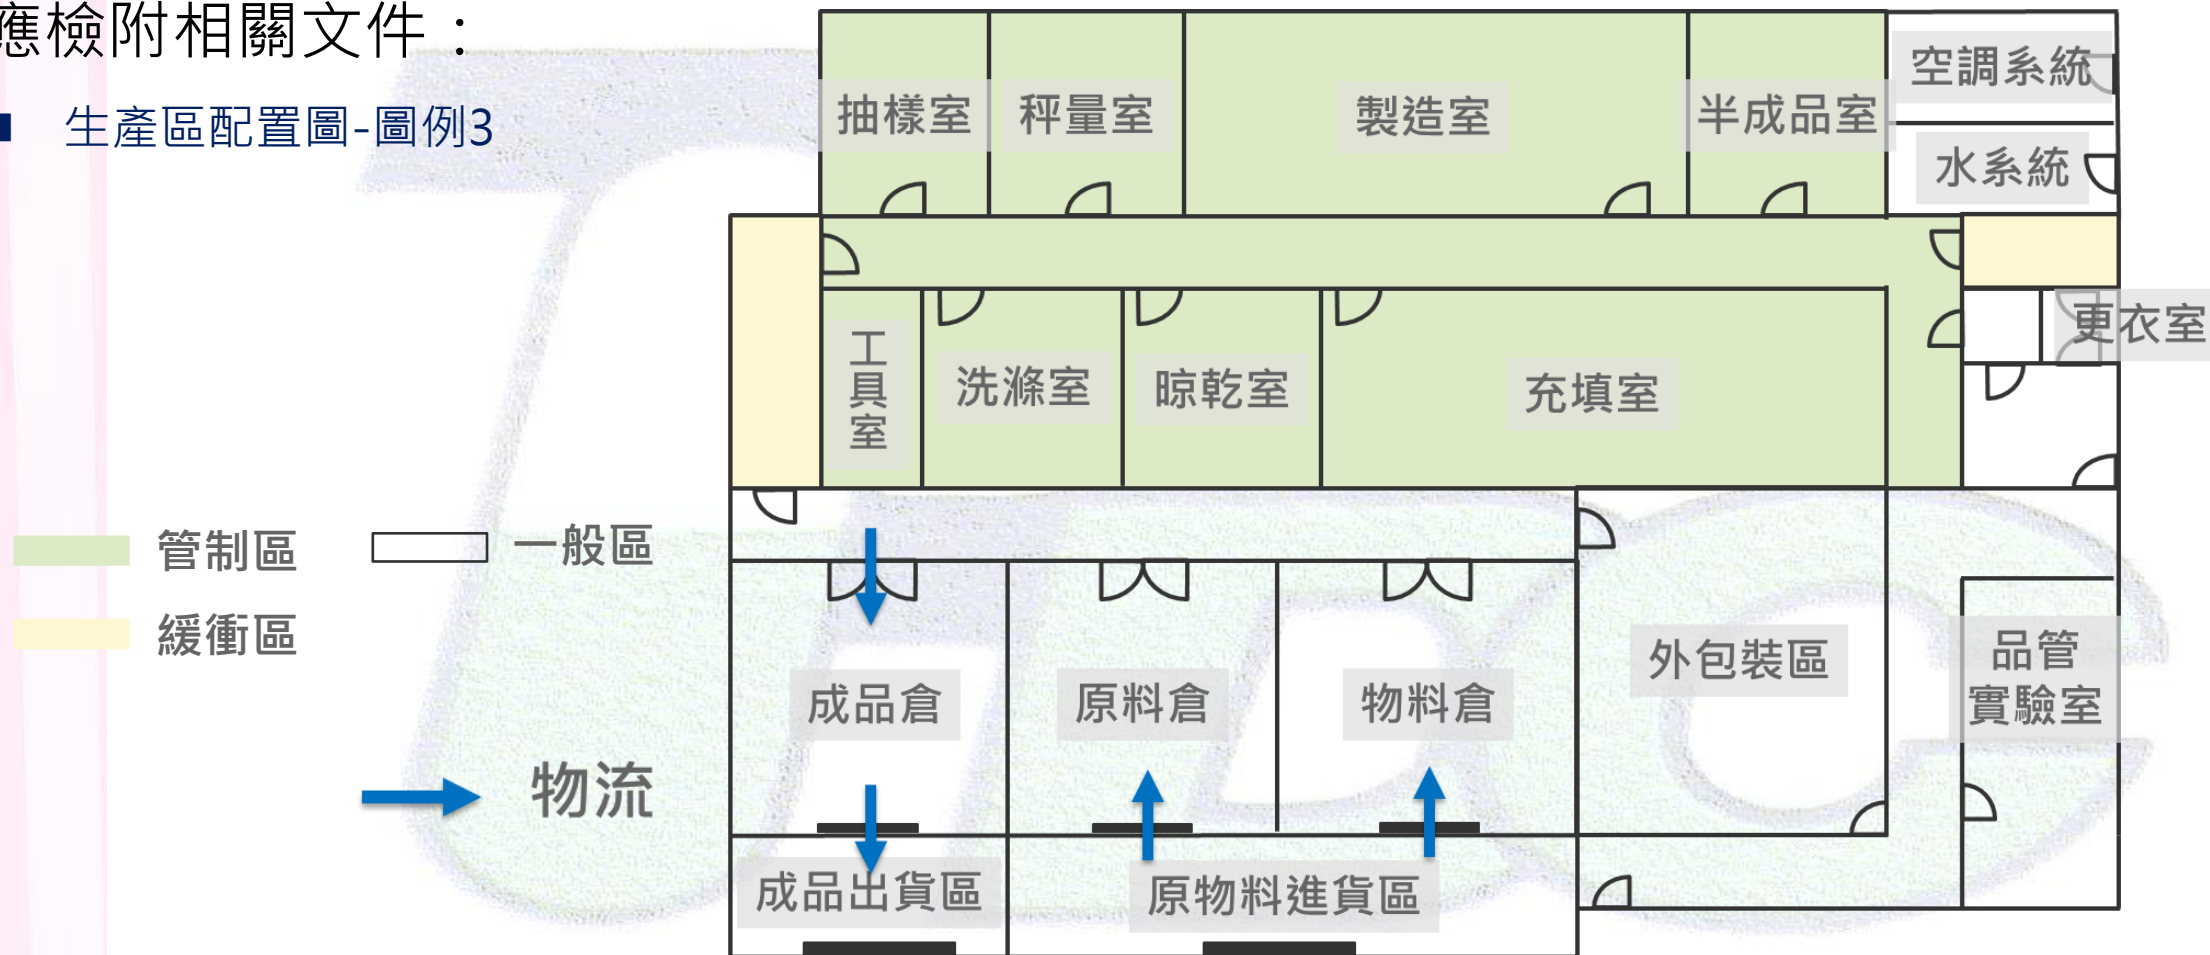 應檢附相關文件：
生產區配置圖-圖例3
抽樣室
秤量室
製造室
半成品室
空調系統
水系統
工具室
洗滌室
晾乾室
充填室
更衣室
管制區
一般區
緩衝區
物流
成品倉
原料倉
物料倉
外包裝區
品管
實驗室
成品出貨區
原物料進貨區